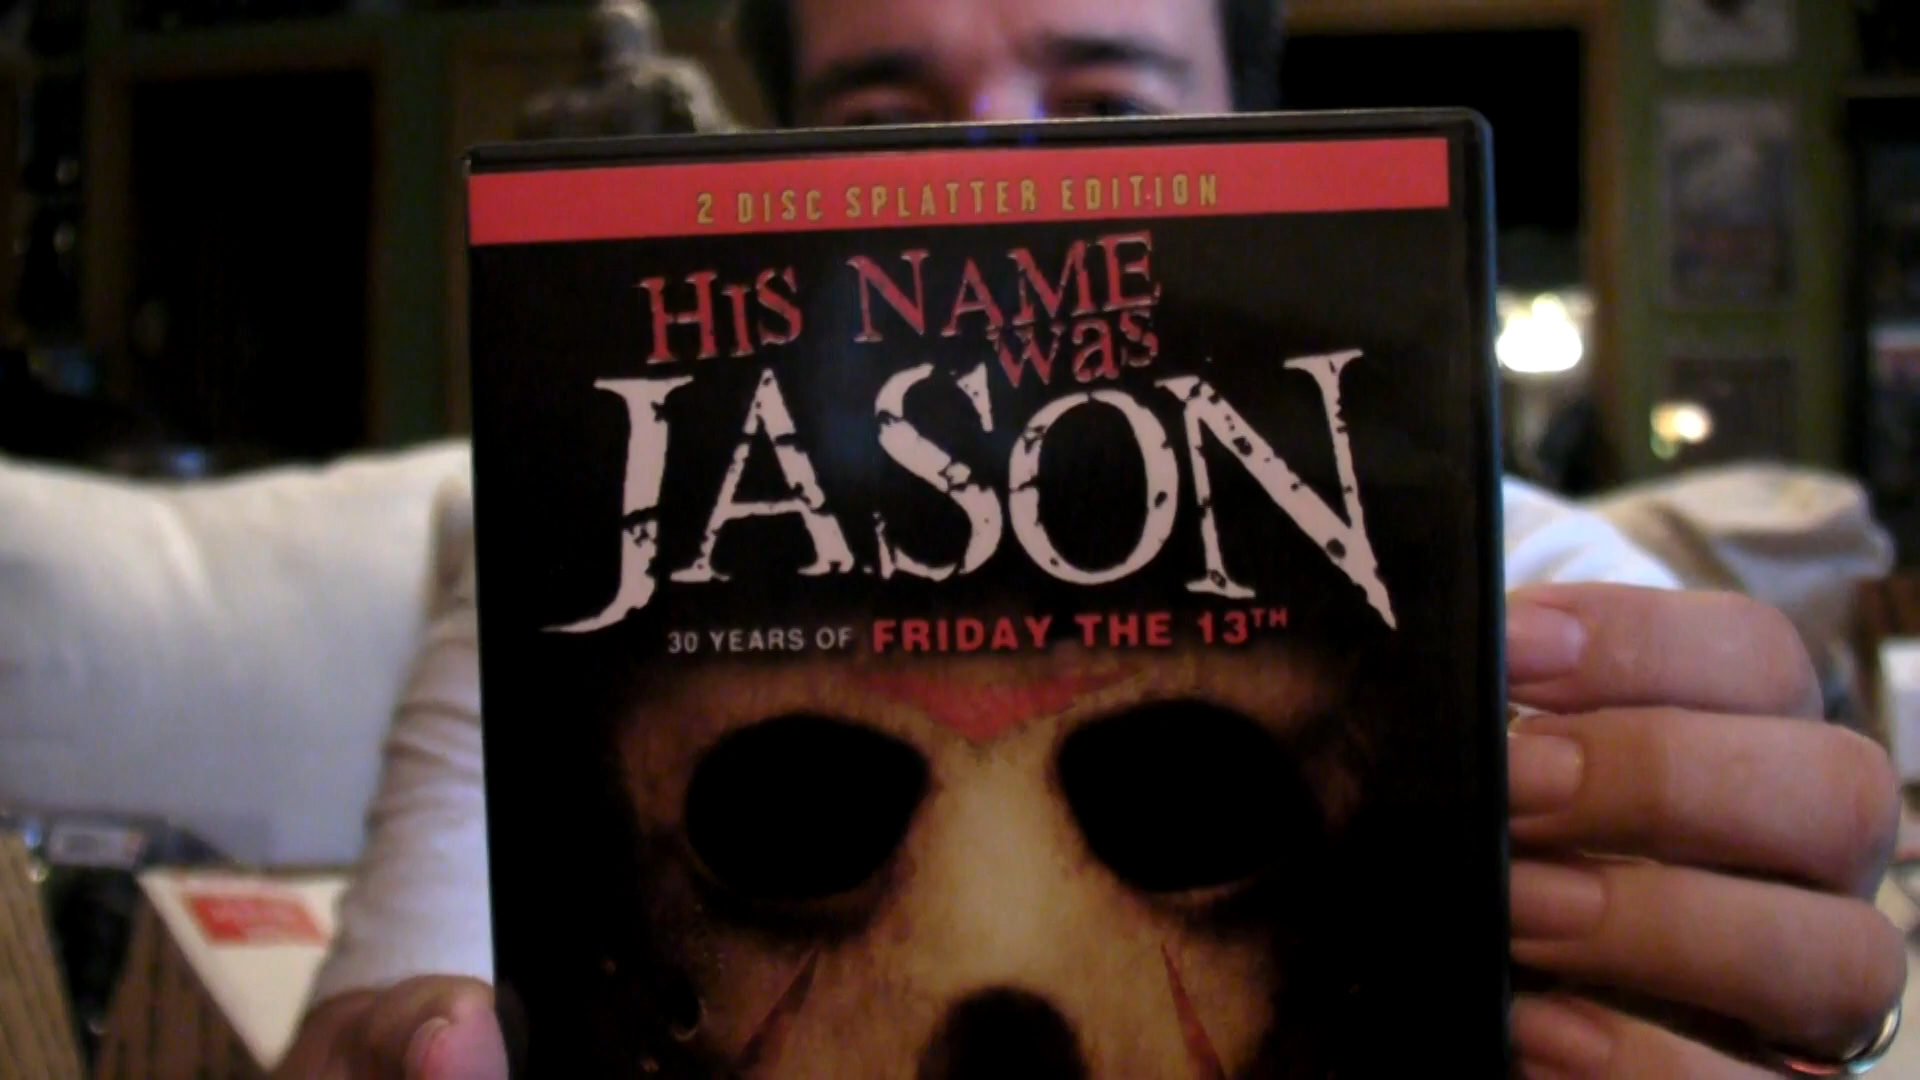 2 DISC SPLATTER EDITION
HIS NAME
was
JASON
30 YEARS OF FRIDAY THE 13TH